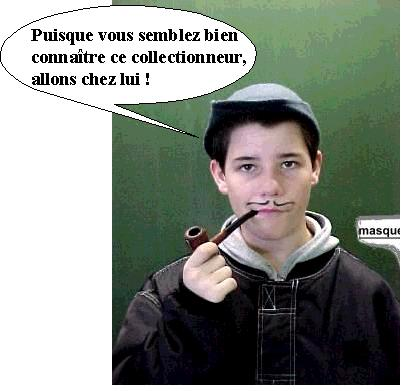 Puisque vous semblez bien
connaître ce collectionneur,
allons chez lui !
masque